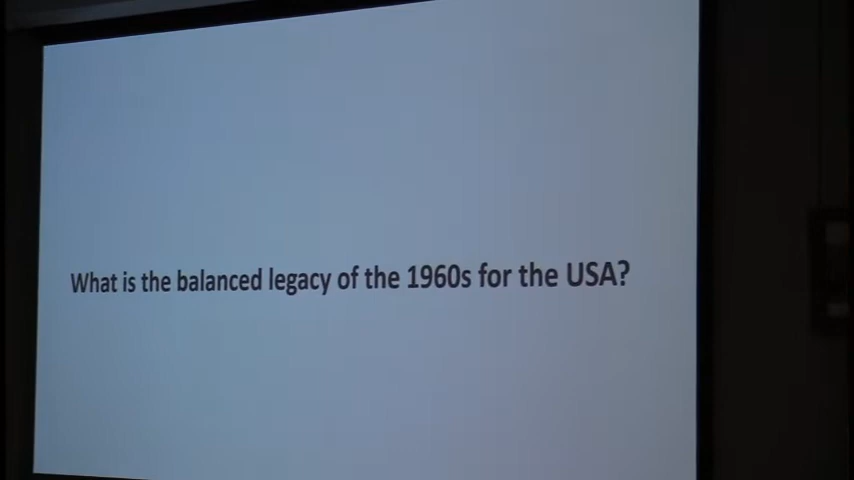 What is the balanced legacy of the 1960s for the USA?